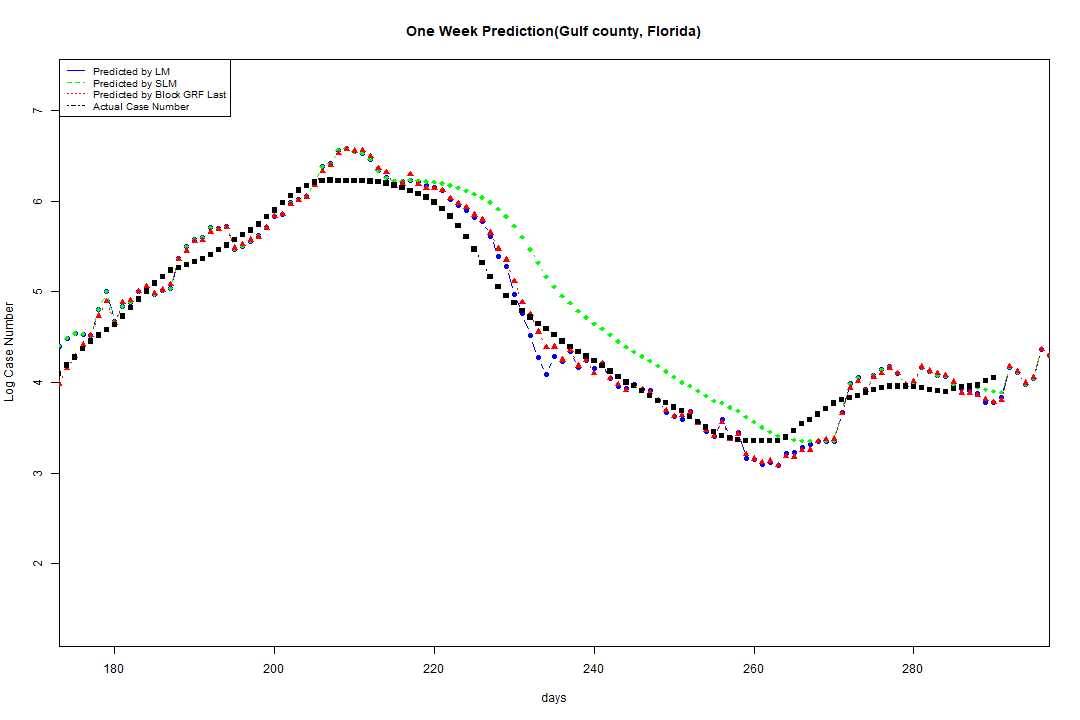 One Week Prediction(Gulf county, Florida)
Predicted by LM
Predicted by SLM
Predicted by Block GRF Last
Actual Case Number
7
6
5
4
3
2
Log Case Number
180 200 220 240 260 280
days